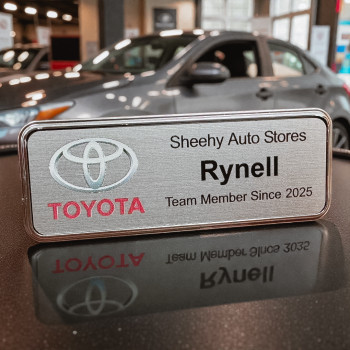 Sheehy Auto Stores
Rynell
Team Member Since 2025
TOYOTA